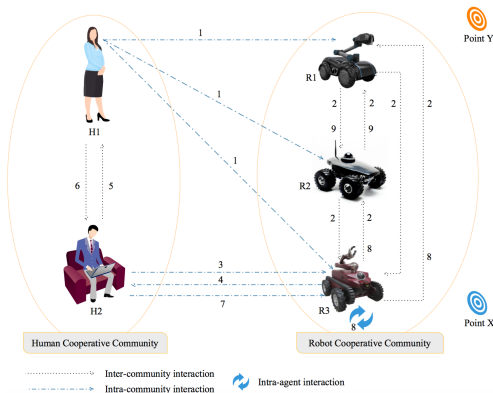 Point Y
1
R1
H1
1
2
2
2
2
9
9
1
6
5
R2
2
2
3
8
8
4
7
H2
R3
8
Point X
Human Cooperative Community
Robot Cooperative Community
Inter-community interaction
Intra-community interaction
Intra-agent interaction